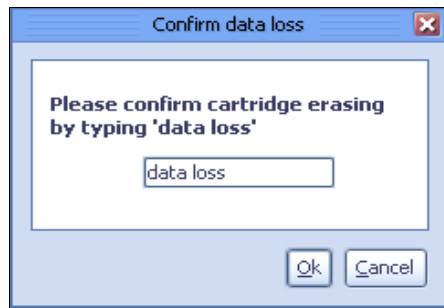 Confirm data loss
Please confirm cartridge erasing
by typing 'data loss'
data loss
Ok Cancel